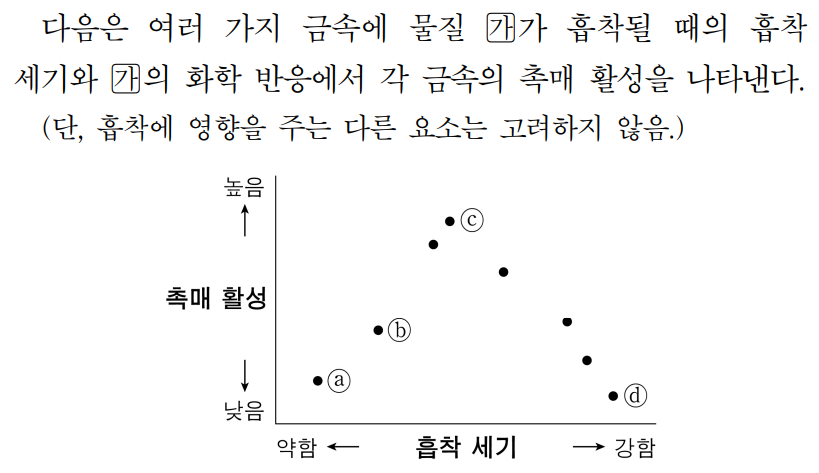 다음은 여러 가지 금속에 물질 가가 흡착될 때의 흡착
세기와 가의 화학 반응에서 각 금속의 촉매 활성을 나타낸다.
(단, 흡착에 영향을 주는 다른 요소는 고려하지 않음.)
높음
ⓒ
촉매 활성
ⓑ
ⓐ
ⓓ
낮음
약함 ← 흡착 세기 → 강함